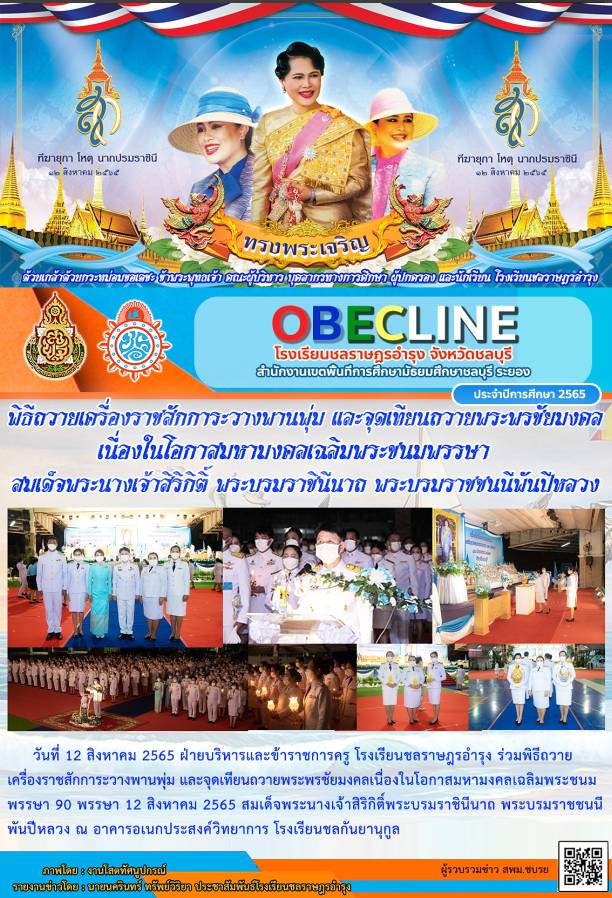 ทีฆายุกา โหตุ นาถปรมราชินี
๑๒ สิงหาคม ๒๕๖๕
ทีฆายุกา โหตุ นาถปรมราชินี
๑๒ สิงหาคม ๒๕๖๕
ทรงพระเจริญ
ด้วยเกล้าด้วยกระหม่อมขอเดชะ ข้าพระพุทธเจ้า คณะผู้บริหาร บุคลากรทางการศึกษา ผู้ปกครอง และนักเรียน โรงเรียนชลราษฎรอำรุง
OBECLINE
โรงเรียนชลราษฎรอำรุง จังหวัดชลบุรี
สำนักงานเขตพื้นที่การศึกษามัธยมศึกษาชลบุรี ระยอง
ประจำปีการศึกษา 2565
พิธีถวายเครื่องราชสักการะวางพานพุ่ม และจุดเทียนถวายพระพรชัยมงคล
เนื่องในโอกาสมหามงคลเฉลิมพระชนมพรรษา
สมเด็จพระนางเจ้าสิริกิติ์ พระบรมราชินีนาถ พระบรมราชชนนีพันปีหลวง
วันที่ 12 สิงหาคม 2565 ฝ่ายบริหารและข้าราชการครู โรงเรียนชลราษฎรอำรุง ร่วมพิธีถวาย
เครื่องราชสักการะวางพานพุ่ม และจุดเทียนถวายพระพรชัยมงคลเนื่องในโอกาสมหามงคลเฉลิมพระชนม
พรรษา 90 พรรษา 12 สิงหาคม 2565 สมเด็จพระนางเจ้าสิริกิติ์พระบรมราชินีนาถ พระบรมราชชนนี
พันปีหลวง ณ อาคารอเนกประสงค์วิทยาการ โรงเรียนชลกันยานุกูล
ภาพโดย : งานโสตทัศนูปกรณ์
รายงานข่าวโดย : นายนครินทร์ ทรัพย์วิริยา ประชาสัมพันธ์โรงเรียนชลราษฎรอำรุง
ผู้รวบรวมข่าว สพม.ชบรย